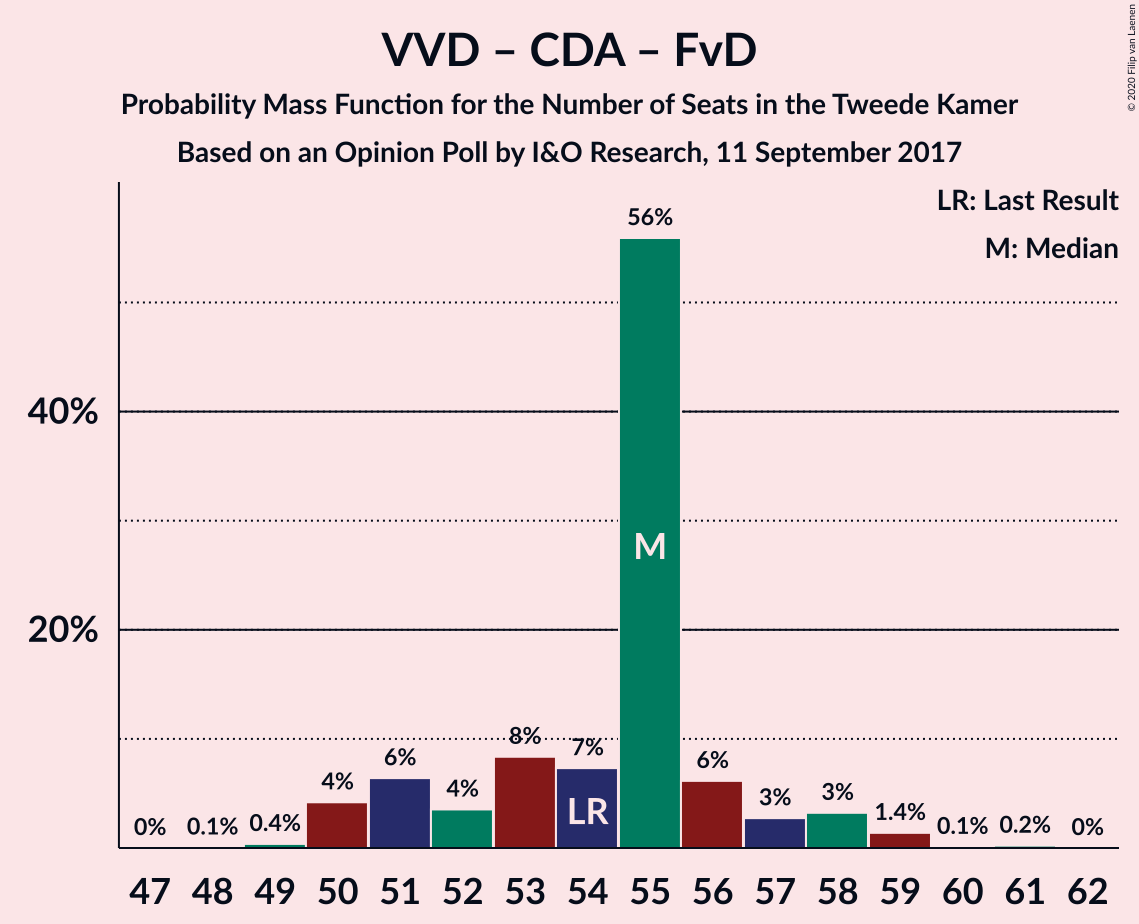 VVD – CDA – FvD
Probability Mass Function for the Number of Seats in the Tweede Kamer
Based on an Opinion Poll by I&O Research, 11 September 2017
© 2020 Filip van Laenen
LR: Last Result
M: Median
40%
20%
0% 0.1% 0.4% 4% 6% 4% 8% 7% 56% 6% 3% 3% 1.4% 0.1% 0.2% 0%
M
LR
47 48 49 50 51 52 53 54 55 56 57 58 59 60 61 62